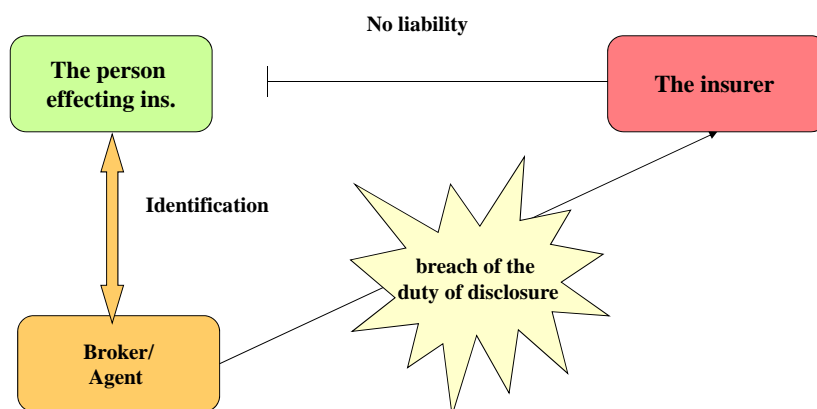 No liability
The person
effecting ins.
The insurer
Identification
breach of the
duty of disclosure
Broker/
Agent